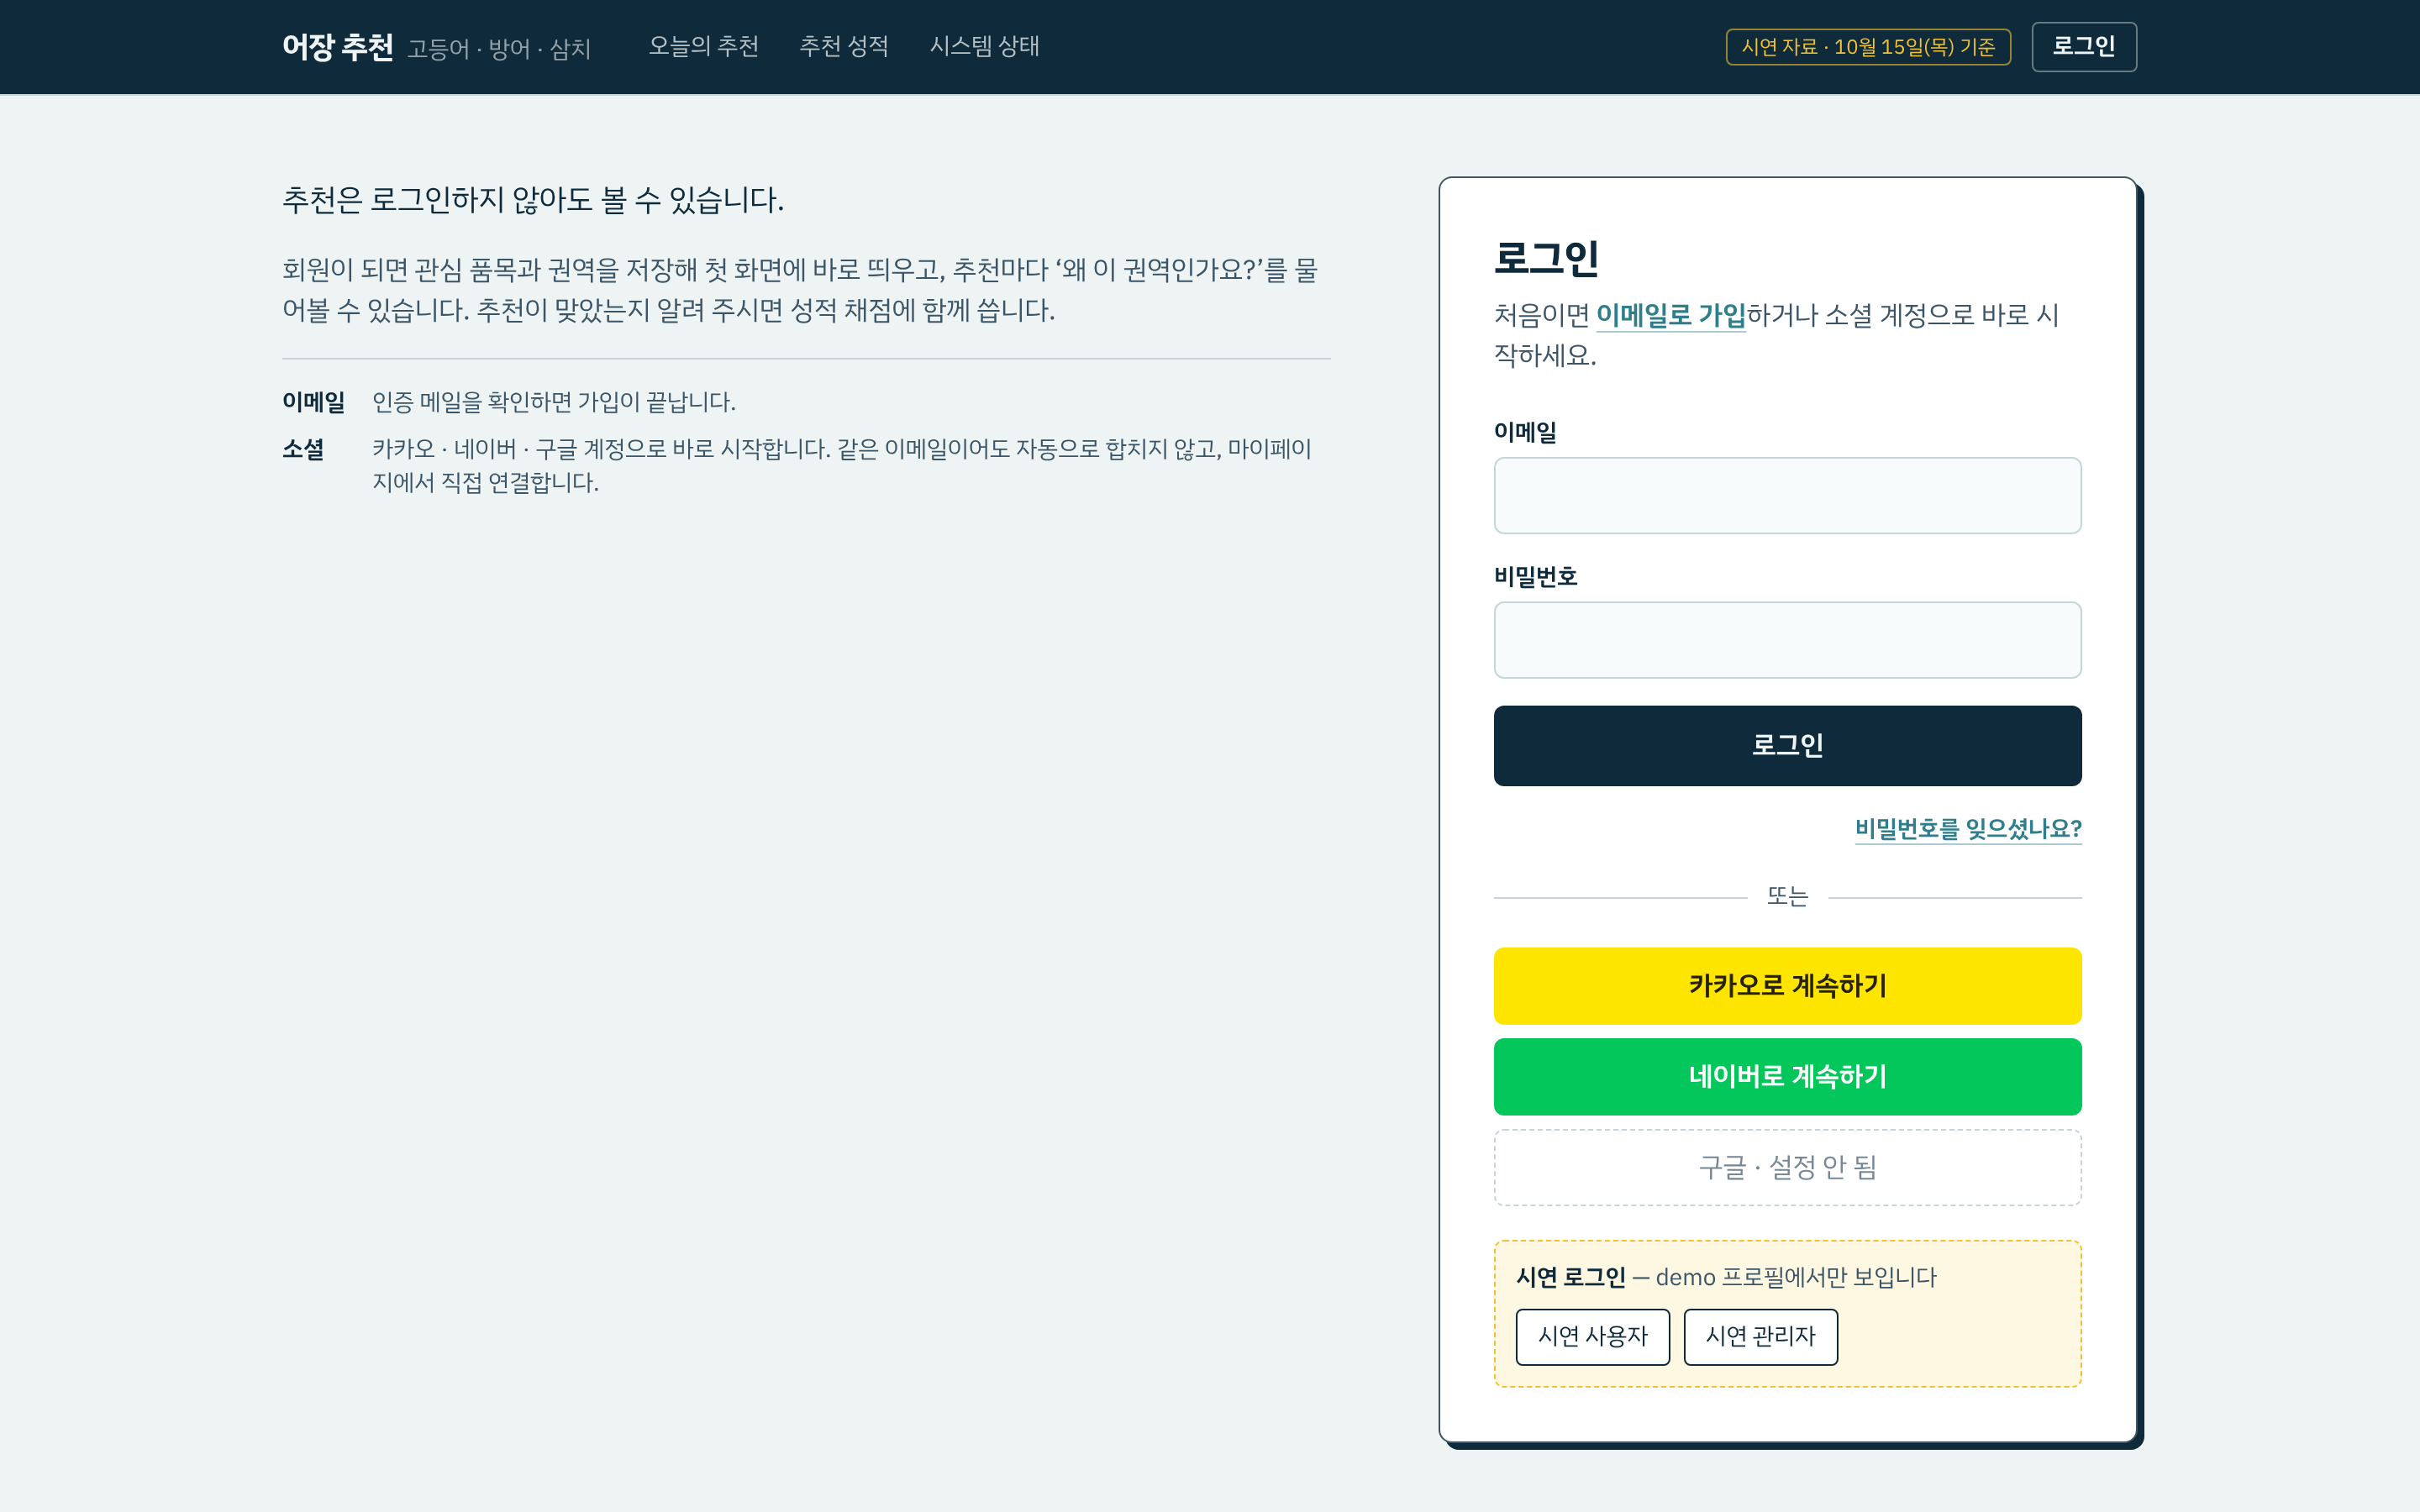 어장 추천 고등어 · 방어 · 삼치 오늘의 추천 추천 성적 시스템 상태 시연 자료 · 10월 15일(목) 기준 로그인
추천은 로그인하지 않아도 볼 수 있습니다.
회원이 되면 관심 품목과 권역을 저장해 첫 화면에 바로 띄우고, 추천마다 ‘왜 이 권역인가요?’를 물
어볼 수 있습니다. 추천이 맞았는지 알려 주시면 성적 채점에 함께 씁니다.
이메일 인증 메일을 확인하면 가입이 끝납니다.
소셜 카카오 · 네이버 · 구글 계정으로 바로 시작합니다. 같은 이메일이어도 자동으로 합치지 않고, 마이페이
지에서 직접 연결합니다.
로그인
처음이면 이메일로 가입하거나 소셜 계정으로 바로 시
작하세요.
이메일
비밀번호
로그인
비밀번호를 잊으셨나요?
또는
카카오로 계속하기
네이버로 계속하기
구글 · 설정 안 됨
시연 로그인 — demo 프로필에서만 보입니다
시연 사용자 시연 관리자